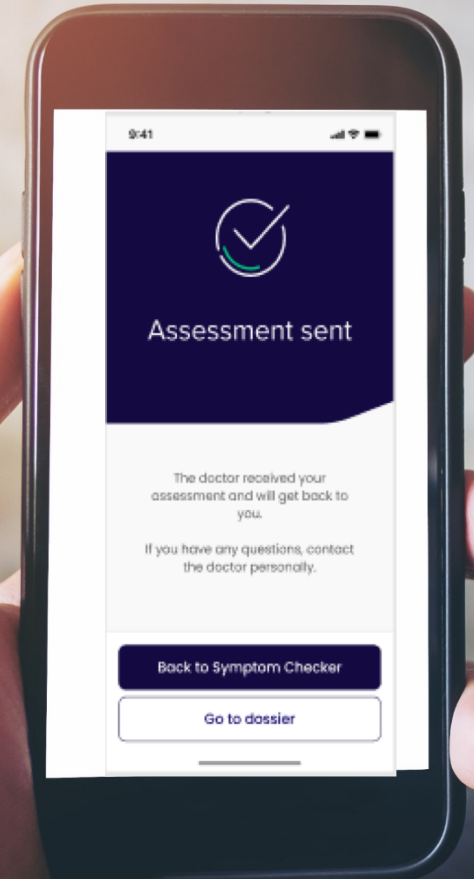 9:41
Assessment sent
The doctor received your
assessment and will get back to
you.
If you have any questions, contact
the doctor personally.
Back to Symptom Checker
Go to dossier